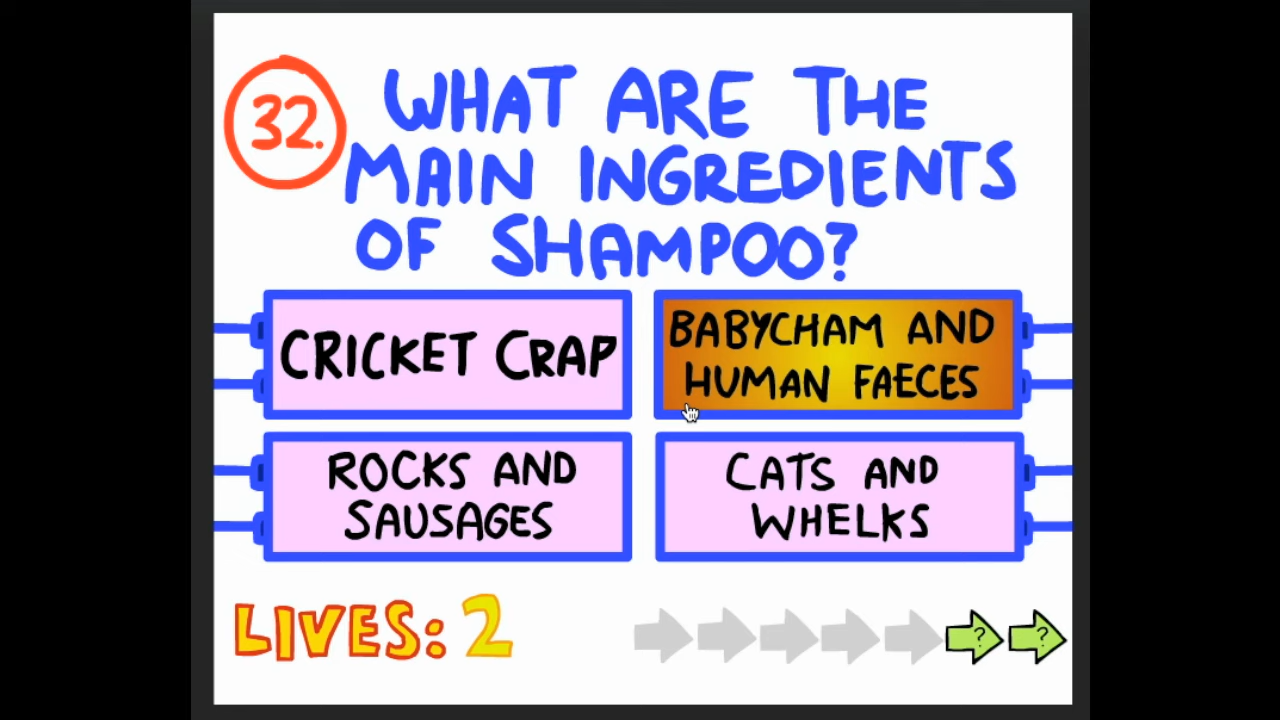 32. WHAT ARE THE
MAIN INGREDIENTS
OF SHAMPOO?
CRICKET CRAP
BABYCHAM AND
HUMAN FAECES
ROCKS AND
SAUSAGES
CATS AND
WHELKS
LIVES: 2
? ?